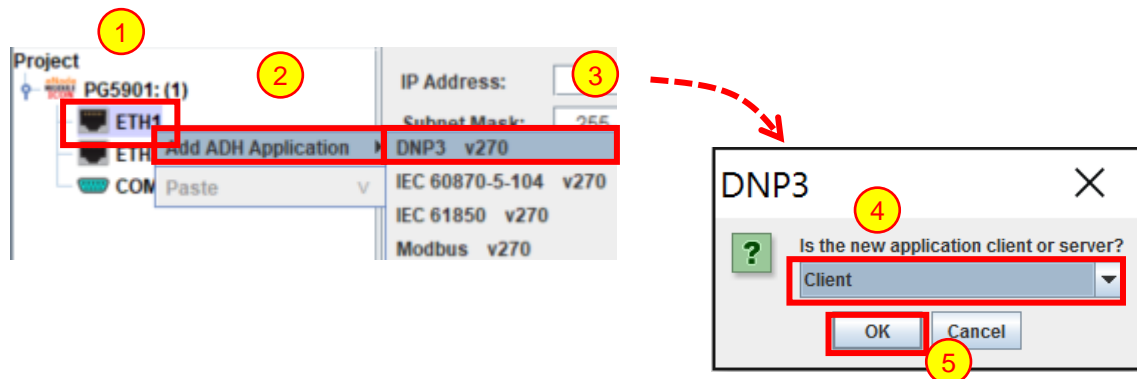 1
Project
2
3
IP Address:
PG5901: (1)
ETH1
Subnet Mask:
255
ETH
Add ADH Application
DNP3 v270
COM
Paste
V
IEC 60870-5-104 v270
IEC 61850 v270
Modbus v270
DNP3
4
?
Is the new application client or server?
Client
OK
Cancel
5